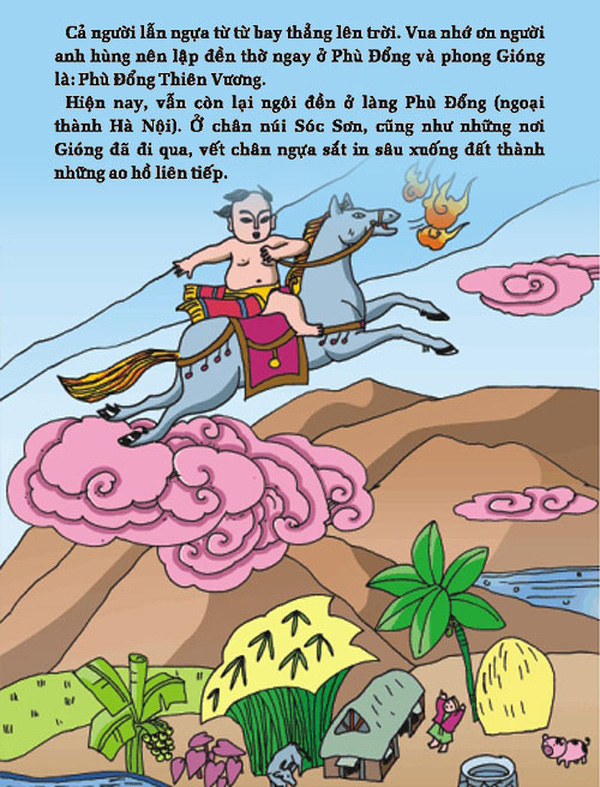 Cả người lẫn ngựa từ từ bay thẳng lên trời. Vua nhớ ơn người
anh hùng nên lập đền thờ ngay ở Phù Đổng và phong Gióng
là: Phù Đổng Thiên Vương.
Hiện nay, vẫn còn lại ngôi đền ở làng Phù Đổng (ngoại
thành Hà Nội). Ở chân núi Sóc Sơn, cũng như những nơi
Gióng đã đi qua, vết chân ngựa sắt in sâu xuống đất thành
những ao hồ liên tiếp.